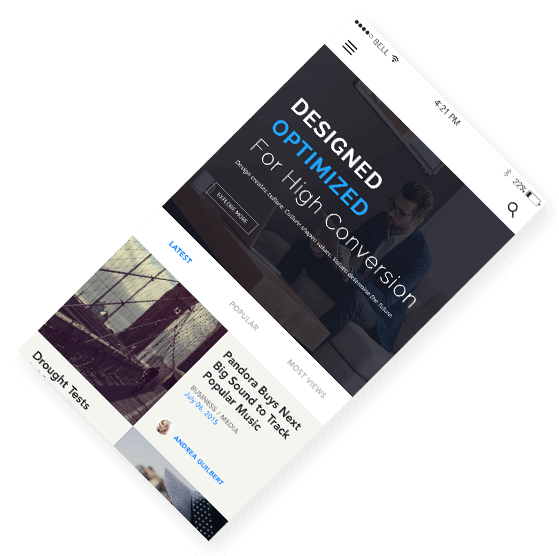 BELL
4:21 PM
22%
DESIGNED
OPTIMIZED
For High Conversion
Design creates culture. Culture shapes values. Values determine the future.
EXPLORE MORE
LATEST
POPULAR
MOST VIEWS
Pandora Buys Next
Big Sound to Track
Popular Music
BUSINESS / MEDIA
July 06, 2015
ANDREA GUILBERT
Drought Tests